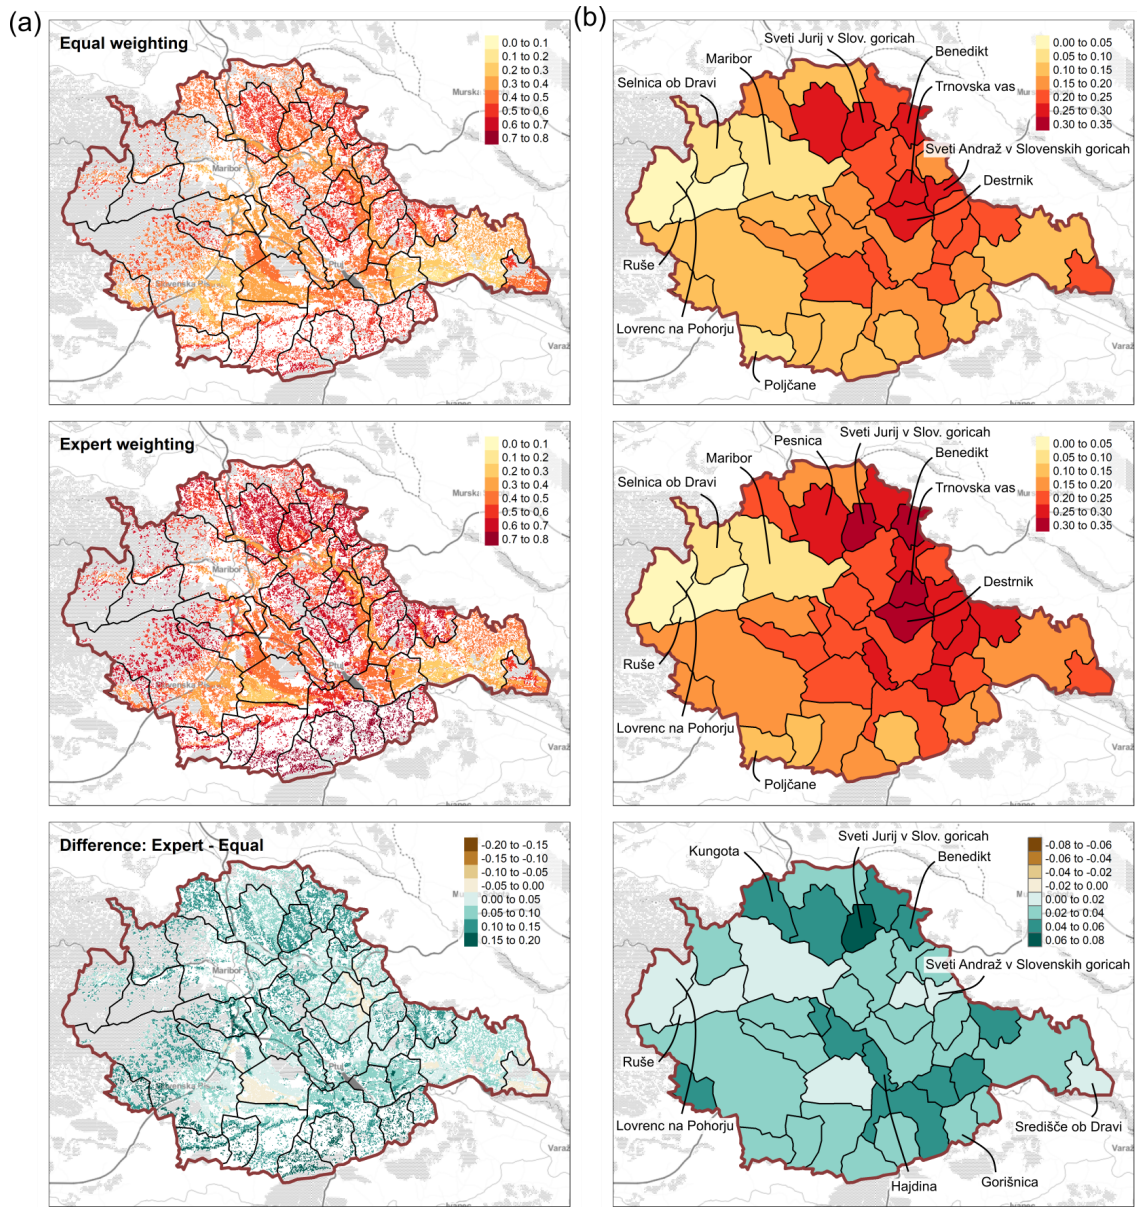 (a)
(b)
Equal weighting
0.0 to 0.1
0.1 to 0.2
0.2 to 0.3
0.3 to 0.4
0.4 to 0.5
0.5 to 0.6
0.6 to 0.7
0.7 to 0.8
Murska
Maribor
Ptuj
Slovenska Bi
Varaž
Sveti Jurij v Slov. goricah
Benedikt
Maribor
Trnovska vas
Selnica ob Dravi
Sveti Andraž v Slovenskih goricah
Destrnik
Ruše
Lovrenc na Pohorju
Poljčane
0.00 to 0.05
0.05 to 0.10
0.10 to 0.15
0.15 to 0.20
0.20 to 0.25
0.25 to 0.30
0.30 to 0.35
Varaž
Expert weighting
0.0 to 0.1
0.1 to 0.2
0.2 to 0.3
0.3 to 0.4
0.4 to 0.5
0.5 to 0.6
0.6 to 0.7
0.7 to 0.8
Murska
Maribor
Ptuj
Slovenska Bi
Varaž
Sveti Jurij v Slov. goricah
Pesnica
Benedikt
Maribor
Selnica ob Dravi
Trnovska vas
Destrnik
Ruše
Lovrenc na Pohorju
Poljčane
0.00 to 0.05
0.05 to 0.10
0.10 to 0.15
0.15 to 0.20
0.20 to 0.25
0.25 to 0.30
0.30 to 0.35
Varaž
Difference: Expert - Equal
-0.20 to -0.15
-0.15 to -0.10
-0.10 to -0.05
-0.05 to 0.00
0.00 to 0.05
0.05 to 0.10
0.10 to 0.15
0.15 to 0.20
Maribor
Ptuj
Varaž
Sveti Jurij v Slov. goricah
Kungota
Benedikt
-0.08 to -0.06
-0.06 to -0.04
-0.04 to -0.02
-0.02 to 0.00
0.00 to 0.02
0.02 to 0.04
0.04 to 0.06
0.06 to 0.08
Sveti Andraž v Slovenskih goricah
Ruše
Lovrenc na Pohorju
Središče ob Dravi
Gorišnica
Hajdina
Varaž